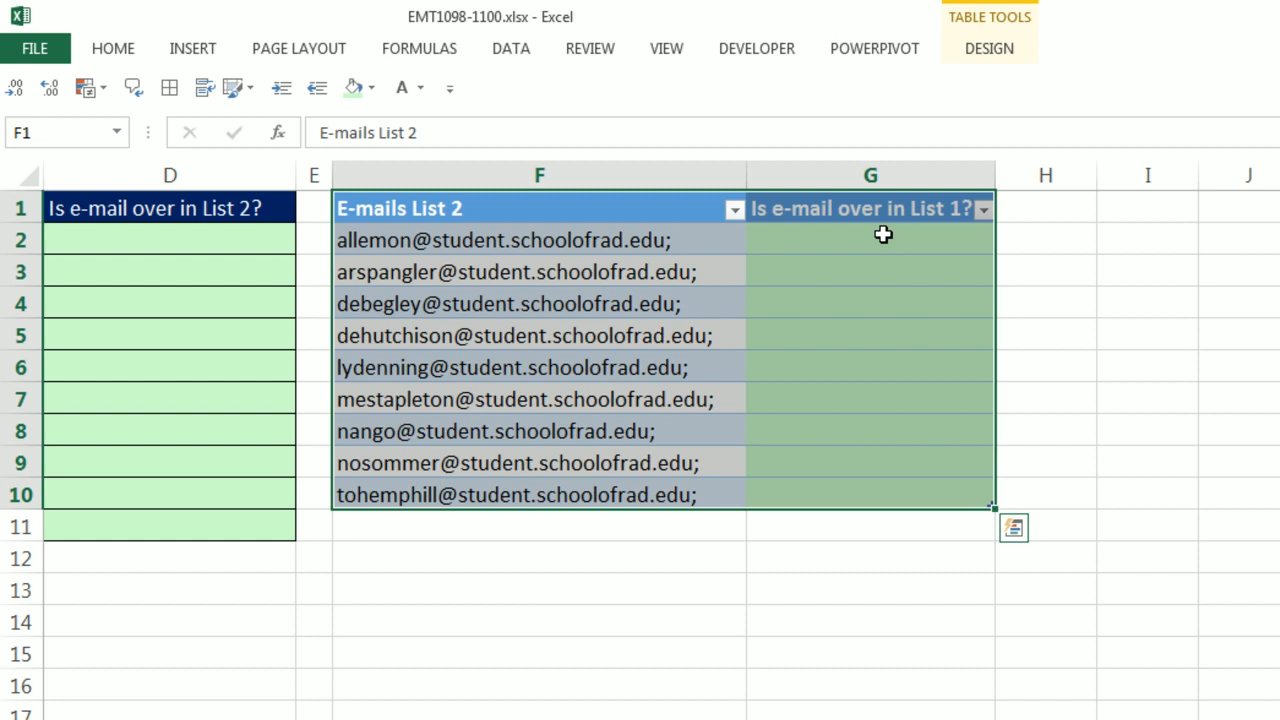 EMT1098-1100.xlsx - Excel
TABLE TOOLS
FILE HOME INSERT PAGE LAYOUT FORMULAS DATA REVIEW VIEW DEVELOPER POWERPIVOT DESIGN
F1 fx E-mails List 2
D E F G H I J
1 Is e-mail over in List 2? E-mails List 2 Is e-mail over in List 1?
2 allemon@student.schoolofrad.edu;
3 arspangler@student.schoolofrad.edu;
4 debegley@student.schoolofrad.edu;
5 dehutchison@student.schoolofrad.edu;
6 lydenning@student.schoolofrad.edu;
7 mestapleton@student.schoolofrad.edu;
8 nango@student.schoolofrad.edu;
9 nosommer@student.schoolofrad.edu;
10 tohemphill@student.schoolofrad.edu;
11
12
13
14
15
16
17